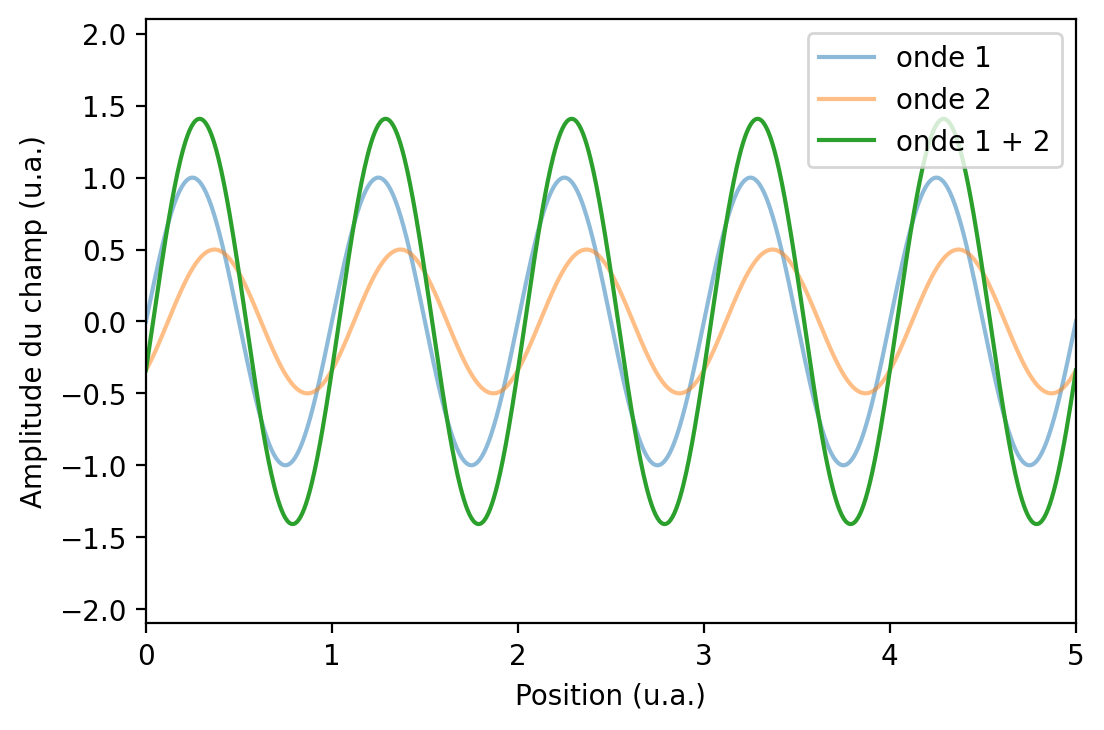 2.0
1.5
1.0
0.5
0.0
−0.5
−1.0
−1.5
−2.0
Amplitude du champ (u.a.)
onde 1
onde 2
onde 1 + 2
0 1 2 3 4 5
Position (u.a.)